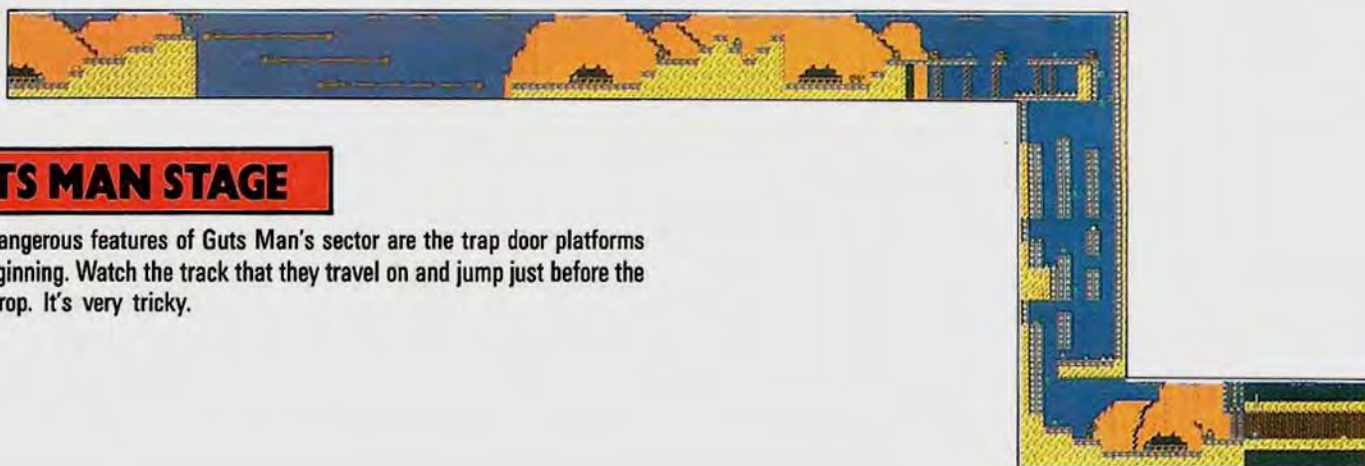 TS MAN STAGE
angerous features of Guts Man's sector are the trap door platforms
ginning. Watch the track that they travel on and jump just before the
rop. It's very tricky.